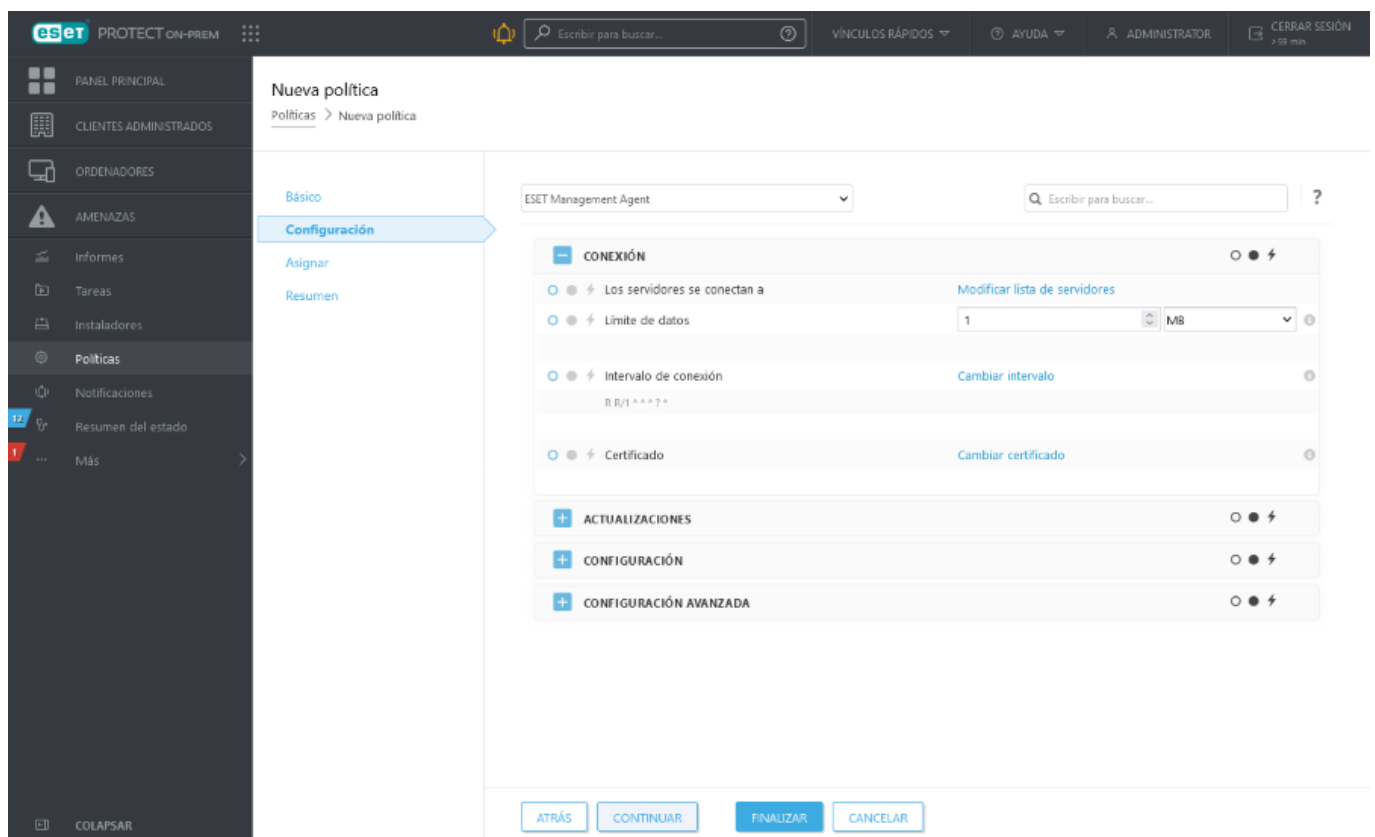 eset PROTECT ON-PREM
Escribir para buscar...
VÍNCULOS RÁPIDOS
AYUDA
ADMINISTRATOR
CERRAR SESIÓN
>59 min
PANEL PRINCIPAL
CLIENTES ADMINISTRADOS
ORDENADORES
AMENAZAS
Informes
Tareas
Instaladores
Políticas
Notificaciones
12
Resumen del estado
1
Más
COLAPSAR
Nueva política
Políticas > Nueva política
Básico
Configuración
Asignar
Resumen
ESET Management Agent
Escribir para buscar...
?
CONEXIÓN
Los servidores se conectan a
Modificar lista de servidores
Límite de datos
1
MB
Intervalo de conexión
Cambiar intervalo
R R/1 * * * ? *
Certificado
Cambiar certificado
ACTUALIZACIONES
CONFIGURACIÓN
CONFIGURACIÓN AVANZADA
ATRÁS
CONTINUAR
FINALIZAR
CANCELAR